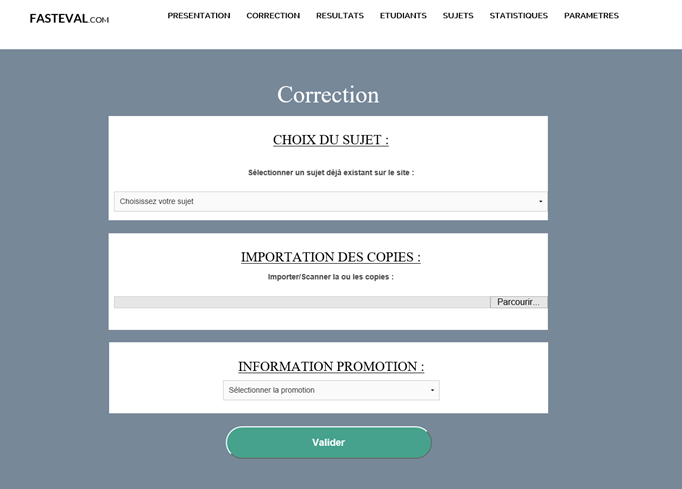 FASTEVAL.COM PRESENTATION CORRECTION RESULTATS ETUDIANTS SUJETS STATISTIQUES PARAMETRES
Correction
CHOIX DU SUJET :
Sélectionner un sujet déjà existant sur le site :
Choisissez votre sujet
IMPORTATION DES COPIES :
Importer/Scanner la ou les copies :
Parcourir...
INFORMATION PROMOTION :
Sélectionner la promotion
Valider